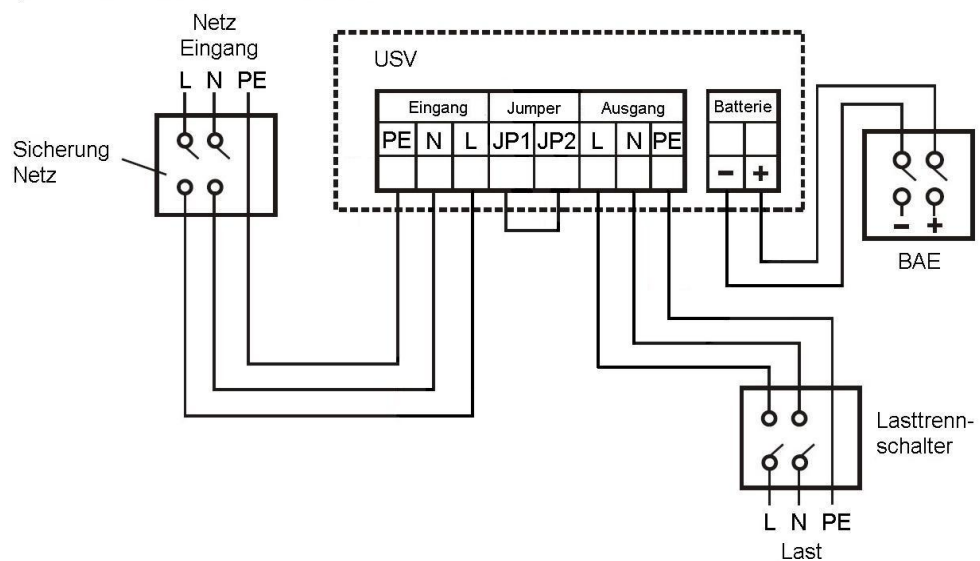 Netz
Eingang
L N PE
Sicherung
Netz
USV
Eingang Jumper Ausgang
PE N L JP1 JP2 L N PE
Batterie
- +
- +
BAE
Lasttrenn-
schalter
L N PE
Last